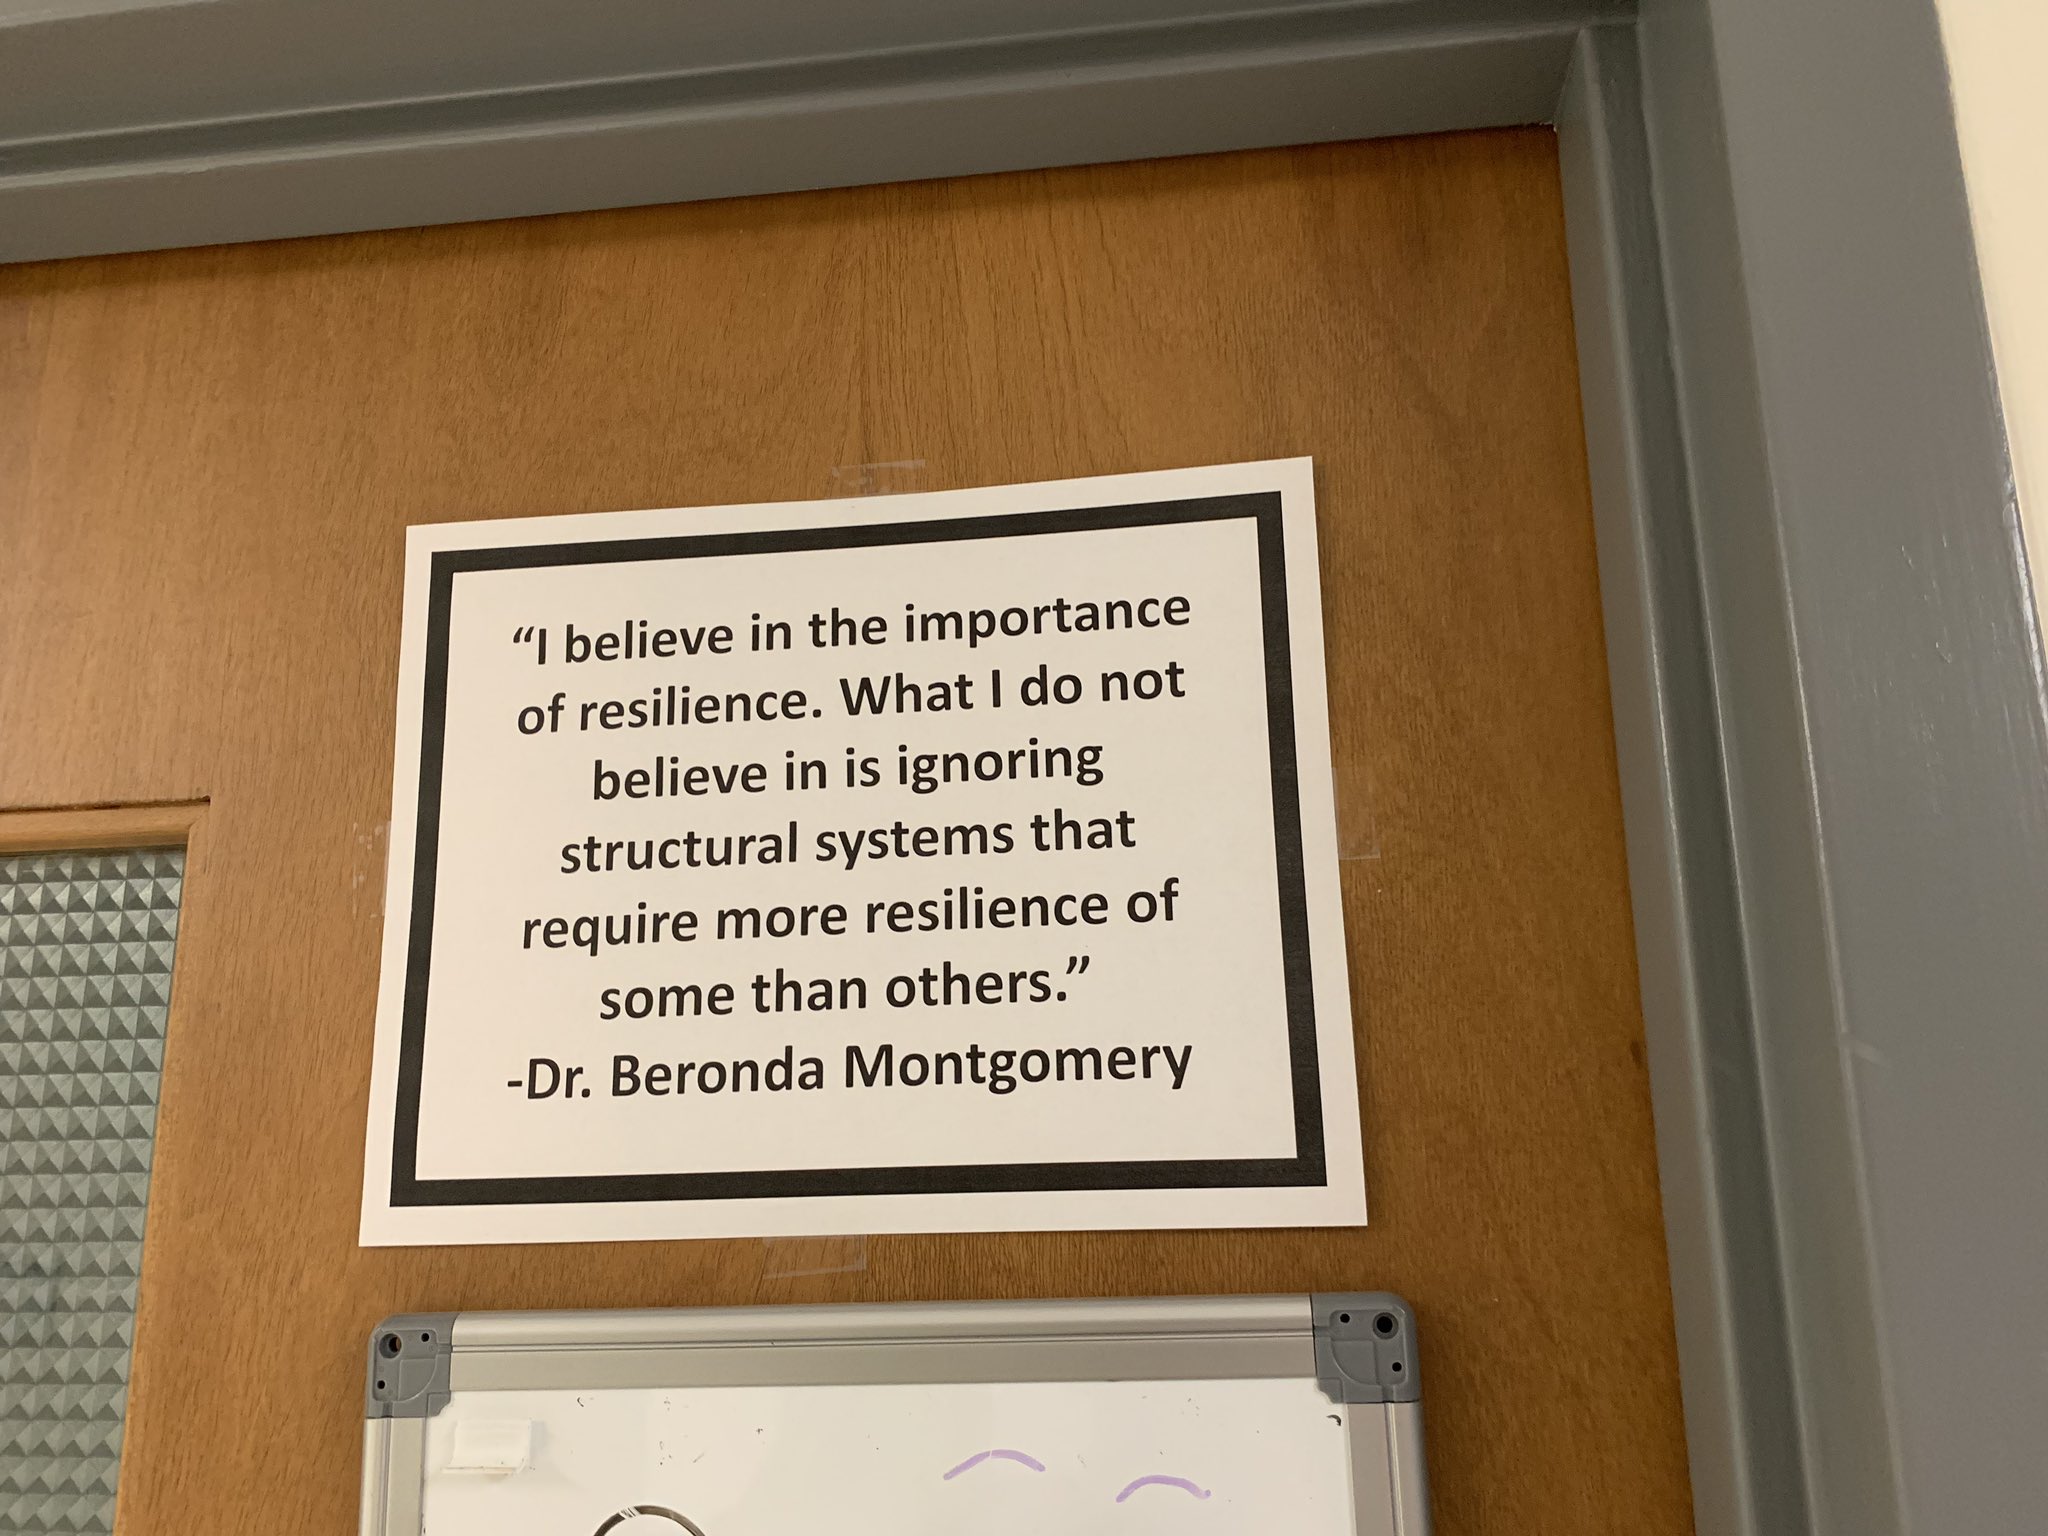 “I believe in the importance
of resilience. What I do not
believe in is ignoring
structural systems that
require more resilience of
some than others.”
-Dr. Beronda Montgomery